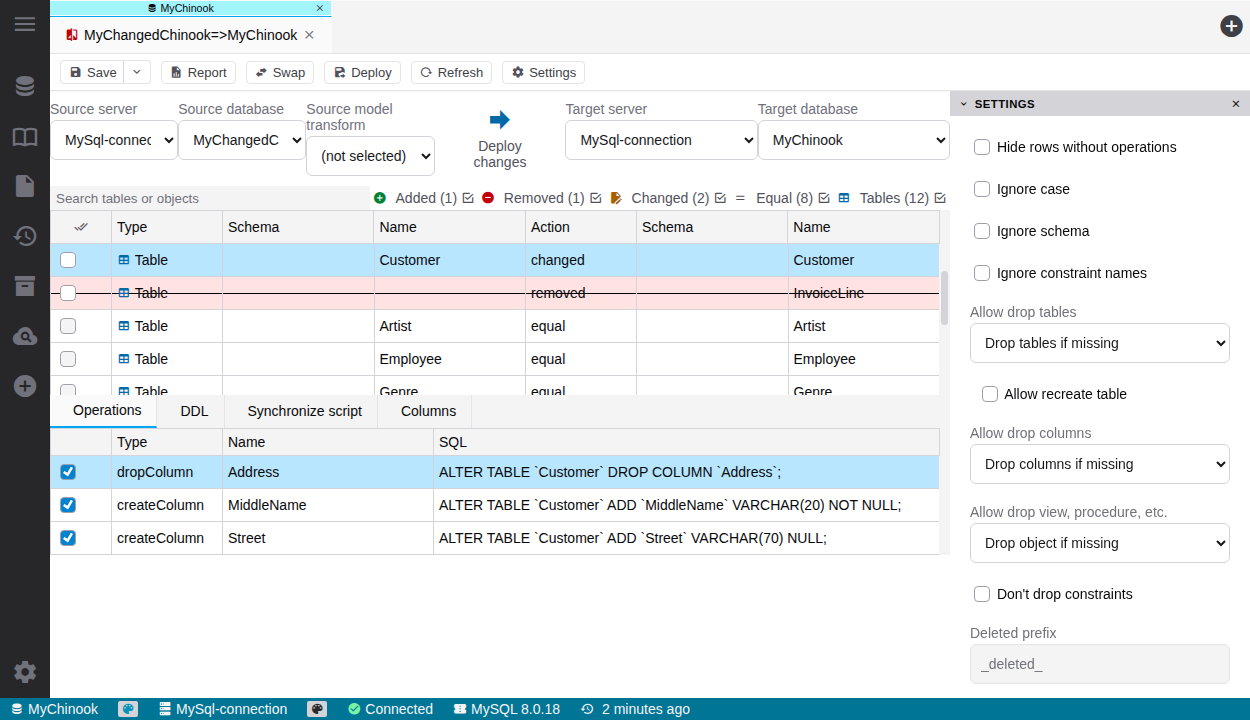 MyChinook
MyChangedChinook=>MyChinook
Save
Report
Swap
Deploy
Refresh
Settings
Source server
MySql-connec
Source database
MyChangedC
Source model
transform
(not selected)
Deploy
changes
Target server
MySql-connection
Target database
MyChinook
Search tables or objects
Added (1) Removed (1) Changed (2) Equal (8) Tables (12)
Type Schema Name Action Schema Name
Table Customer changed Customer
Table removed InvoiceLine
Table Artist equal Artist
Table Employee equal Employee
Table Genre equal Genre
Operations DDL Synchronize script Columns
Type Name SQL
dropColumn Address ALTER TABLE `Customer` DROP COLUMN `Address`;
createColumn MiddleName ALTER TABLE `Customer` ADD `MiddleName` VARCHAR(20) NOT NULL;
createColumn Street ALTER TABLE `Customer` ADD `Street` VARCHAR(70) NULL;
SETTINGS
Hide rows without operations
Ignore case
Ignore schema
Ignore constraint names
Allow drop tables
Drop tables if missing
Allow recreate table
Allow drop columns
Drop columns if missing
Allow drop view, procedure, etc.
Drop object if missing
Don't drop constraints
Deleted prefix
_deleted_
MyChinook MySql-connection Connected MySQL 8.0.18 2 minutes ago